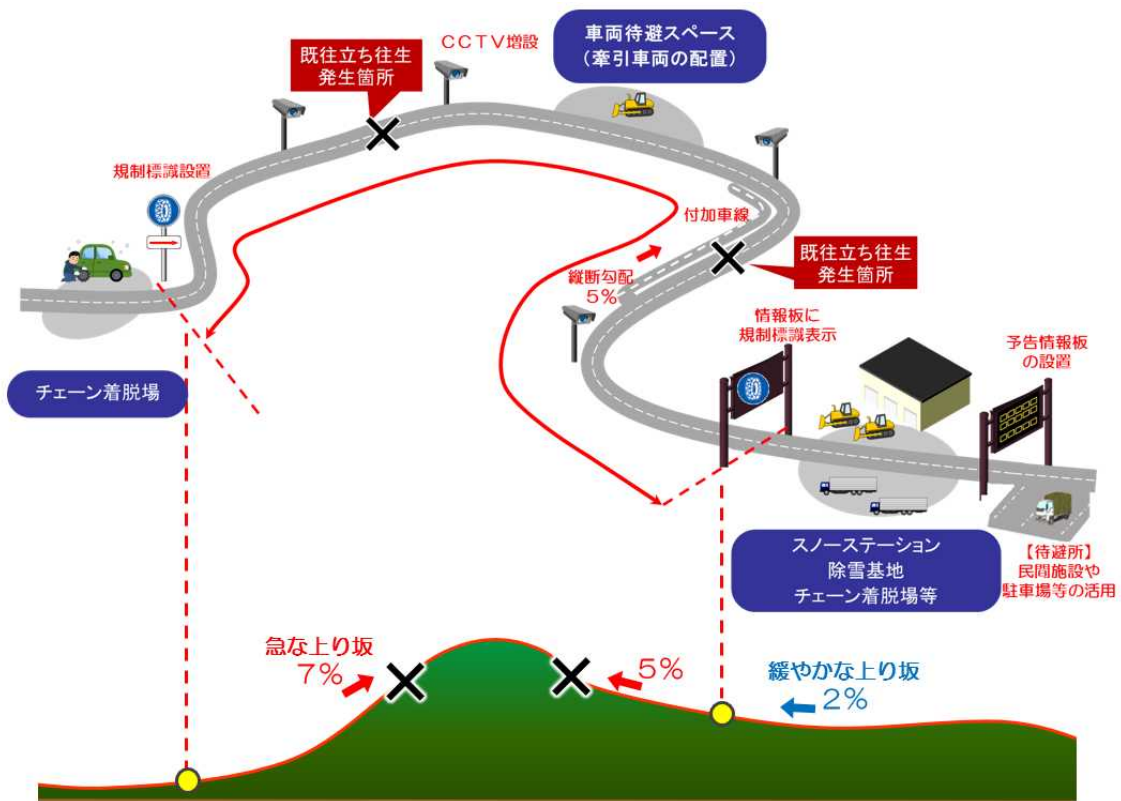 車両待避スペース
（牽引車両の配置）
ＣＣＴＶ増設
既往立ち往生
発生箇所
規制標識設置
付加車線
縦断勾配
５％
既往立ち往生
発生箇所
情報板に
規制標識表示
予告情報板
の設置
チェーン着脱場
スノーステーション
除雪基地
チェーン着脱場等
【待避所】
民間施設や
駐車場等の活用
急な上り坂
７％
５％
緩やかな上り坂
２％